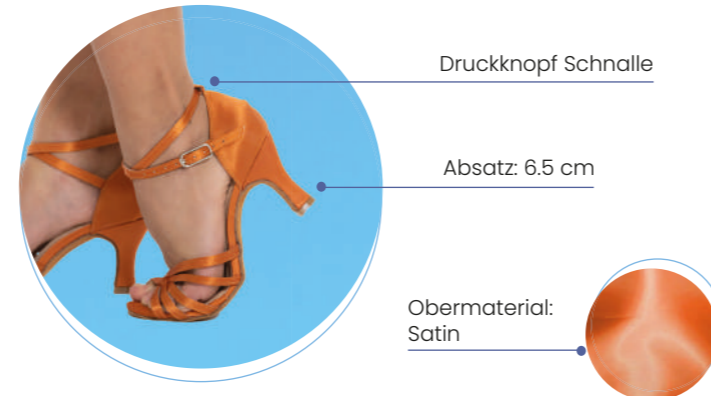 Druckknopf Schnalle
Absatz: 6.5 cm
Obermaterial:
Satin